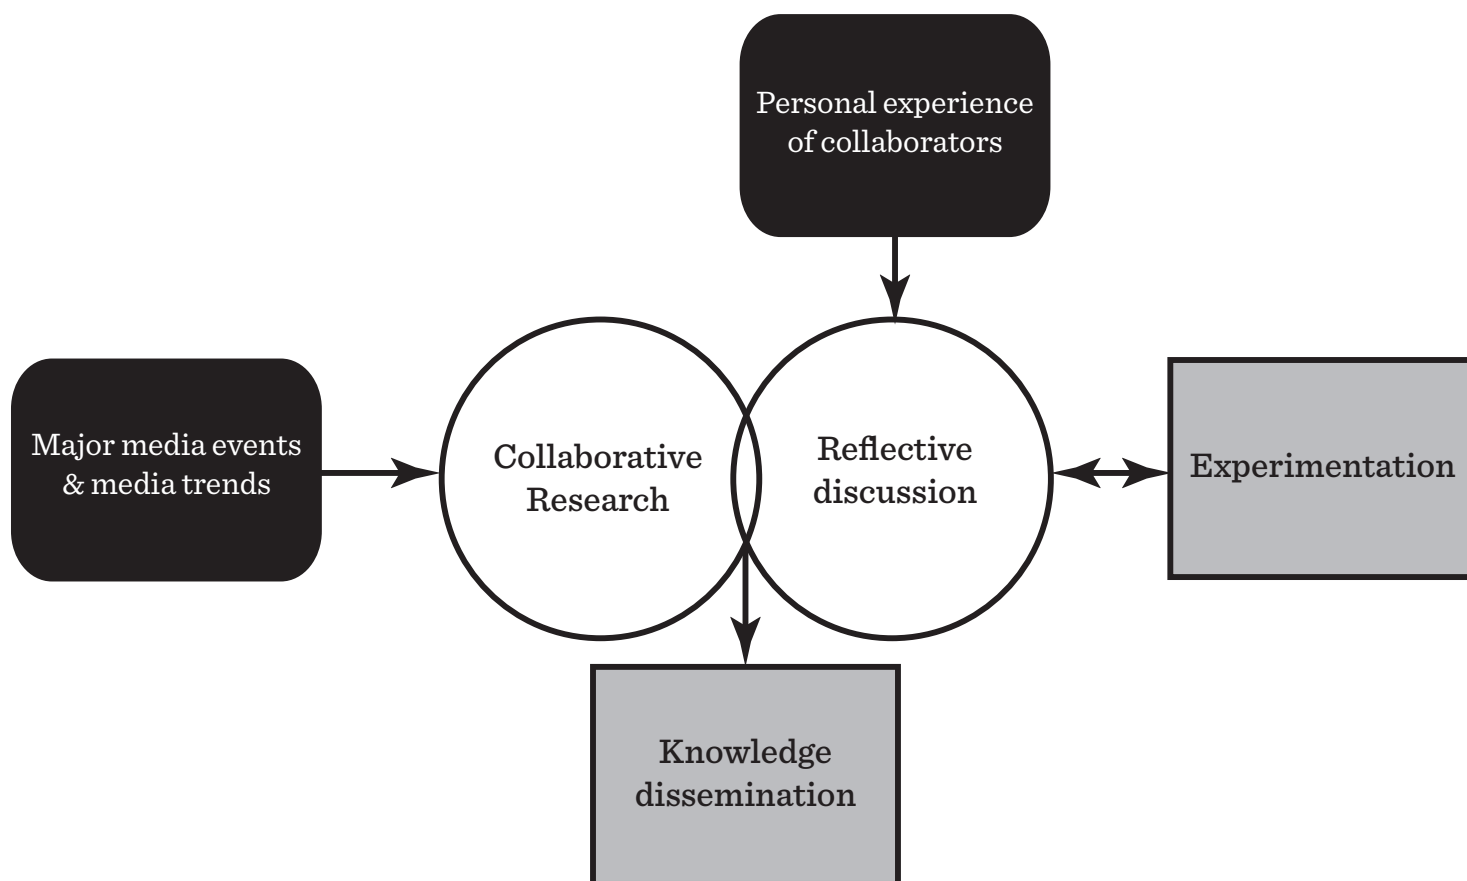 Personal experience
of collaborators
Major media events
& media trends
Collaborative
Research
Reflective
discussion
Experimentation
Knowledge
dissemination